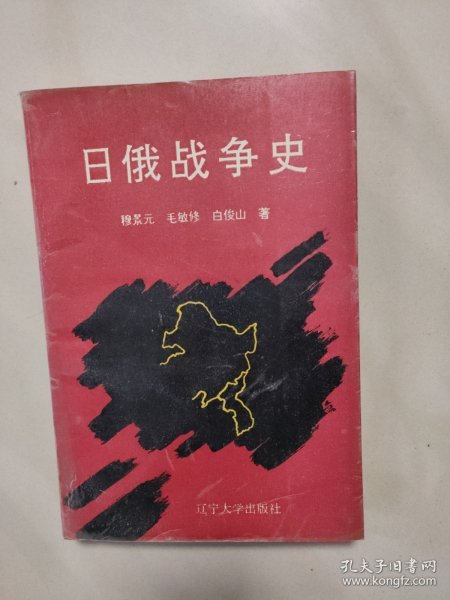 日俄战争史
穆景元 毛敏修 白俊山 著
辽宁大学出版社
孔夫子旧书网
www.kongfz.com